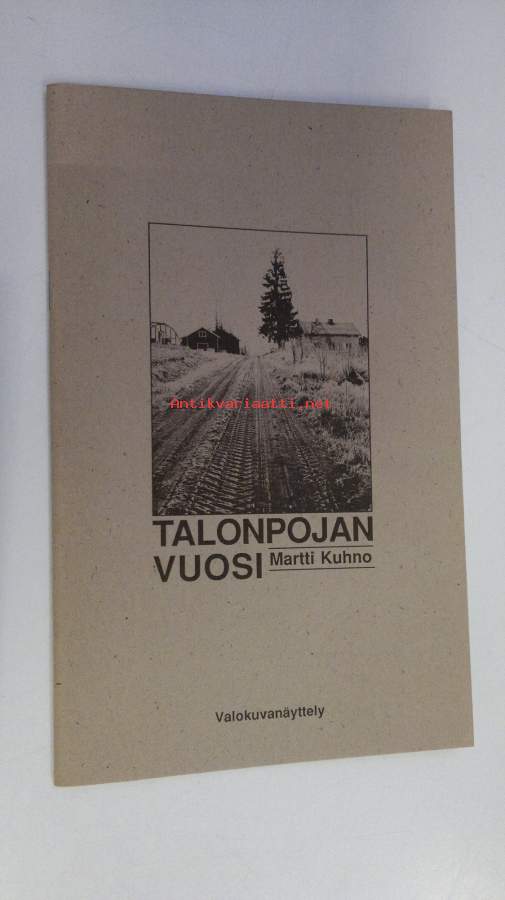 Antikvariaatti.net
TALONPOJAN
VUOSI
Martti Kuhno
Valokuvanäyttely